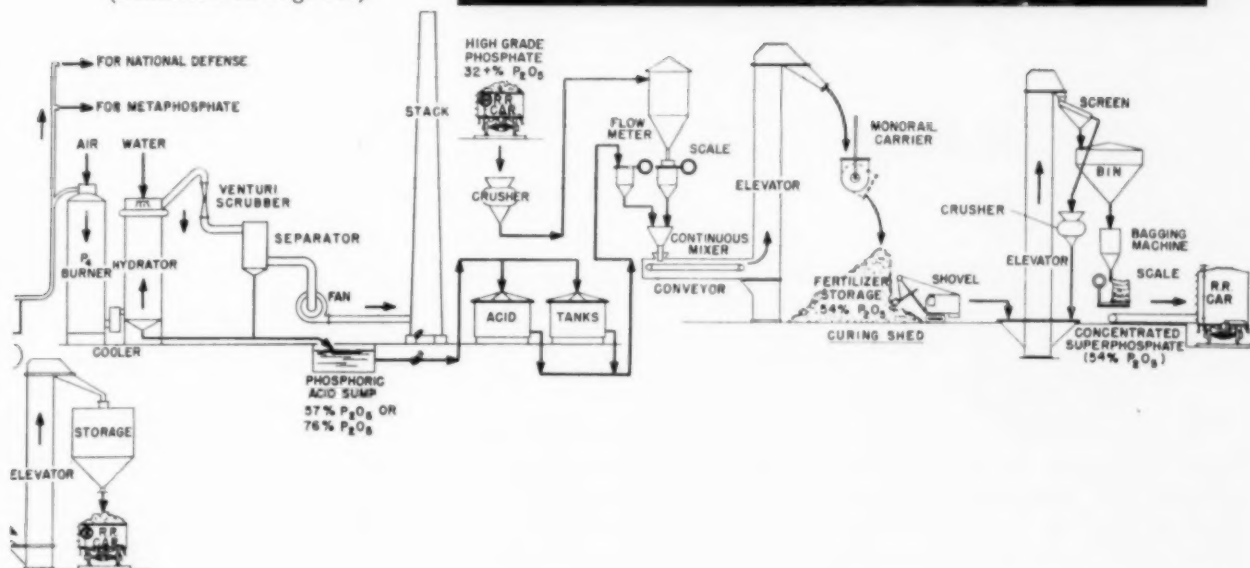 FOR NATIONAL DEFENSE
FOR METAPHOSPHATE
AIR
WATER
VENTURI
SCRUBBER
P₄
BURNER
HYDRATOR
SEPARATOR
FAN
COOLER
STACK
PHOSPHORIC
ACID SUMP
57% P₂O₅ OR
76% P₂O₅
HIGH GRADE
PHOSPHATE
32+% P₂O₅
R.R.
CAR
CRUSHER
ACID
TANKS
FLOW
METER
SCALE
CONTINUOUS
MIXER
CONVEYOR
ELEVATOR
MONORAIL
CARRIER
FERTILIZER
STORAGE
54% P₂O₅
SHOVEL
CURING SHED
SCREEN
BIN
CRUSHER
ELEVATOR
BAGGING
MACHINE
SCALE
R.R.
CAR
CONCENTRATED
SUPERPHOSPHATE
(54% P₂O₅)
STORAGE
ELEVATOR
R.R.
CAR